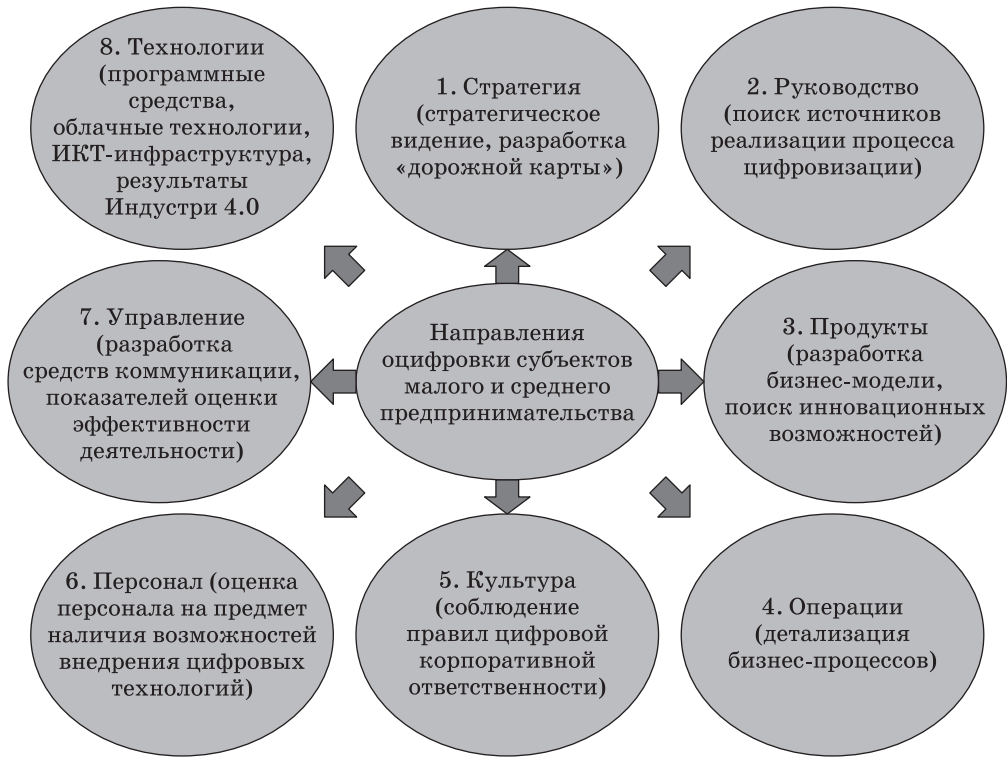 8. Технологии
(программные
средства,
облачные технологии,
ИКТ-инфраструктура,
результаты
Индустри 4.0
1. Стратегия
(стратегическое
видение, разработка
«дорожной карты»)
2. Руководство
(поиск источников
реализации процесса
цифровизации)
7. Управление
(разработка
средств коммуникации,
показателей оценки
эффективности
деятельности)
Направления
оцифровки субъектов
малого и среднего
предпринимательства
3. Продукты
(разработка
бизнес-модели,
поиск инновационных
возможностей)
6. Персонал (оценка
персонала на предмет
наличия возможностей
внедрения цифровых
технологий)
5. Культура
(соблюдение
правил цифровой
корпоративной
ответственности)
4. Операции
(детализация
бизнес-процессов)